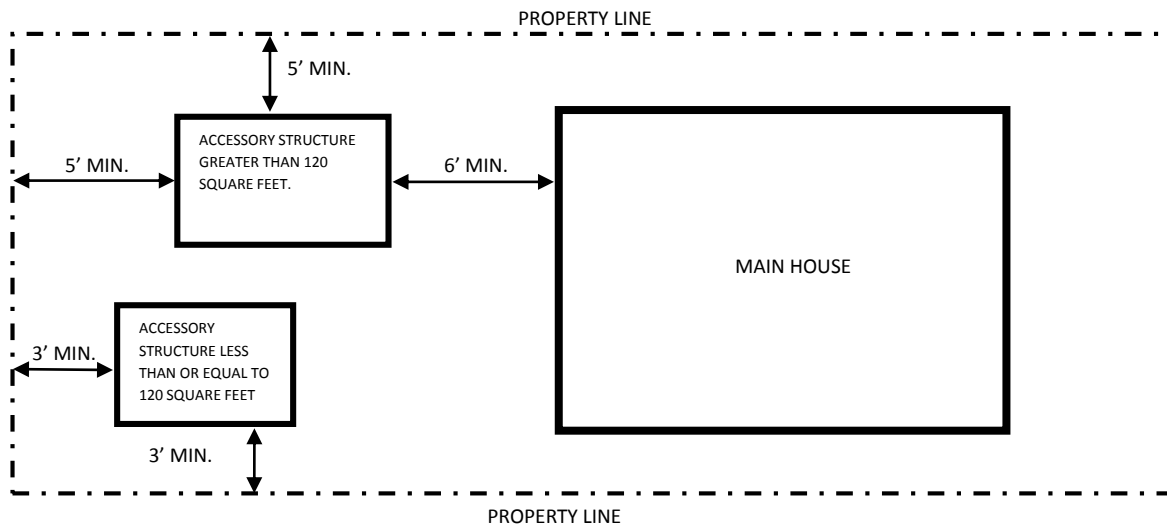 PROPERTY LINE
5’ MIN.
ACCESSORY STRUCTURE
GREATER THAN 120
SQUARE FEET.
5’ MIN.
6’ MIN.
MAIN HOUSE
ACCESSORY
STRUCTURE LESS
THAN OR EQUAL TO
120 SQUARE FEET
3’ MIN.
3’ MIN.
PROPERTY LINE